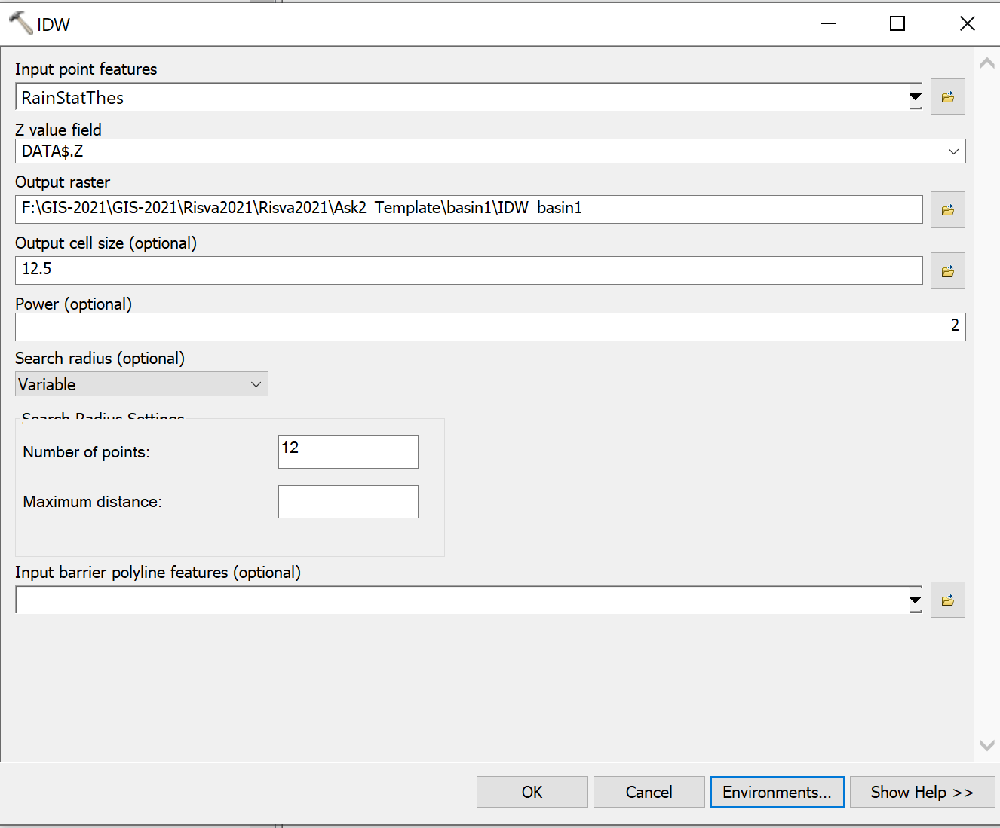 IDW
Input point features
RainStatThes
Z value field
DATA$.Z
Output raster
F:\GIS-2021\GIS-2021\Risva2021\Risva2021\Ask2_Template\basin1\IDW_basin1
Output cell size (optional)
12.5
Power (optional)
2
Search radius (optional)
Variable
Search Radius Settings
Number of points:
12
Maximum distance:
Input barrier polyline features (optional)
OK
Cancel
Environments...
Show Help >>